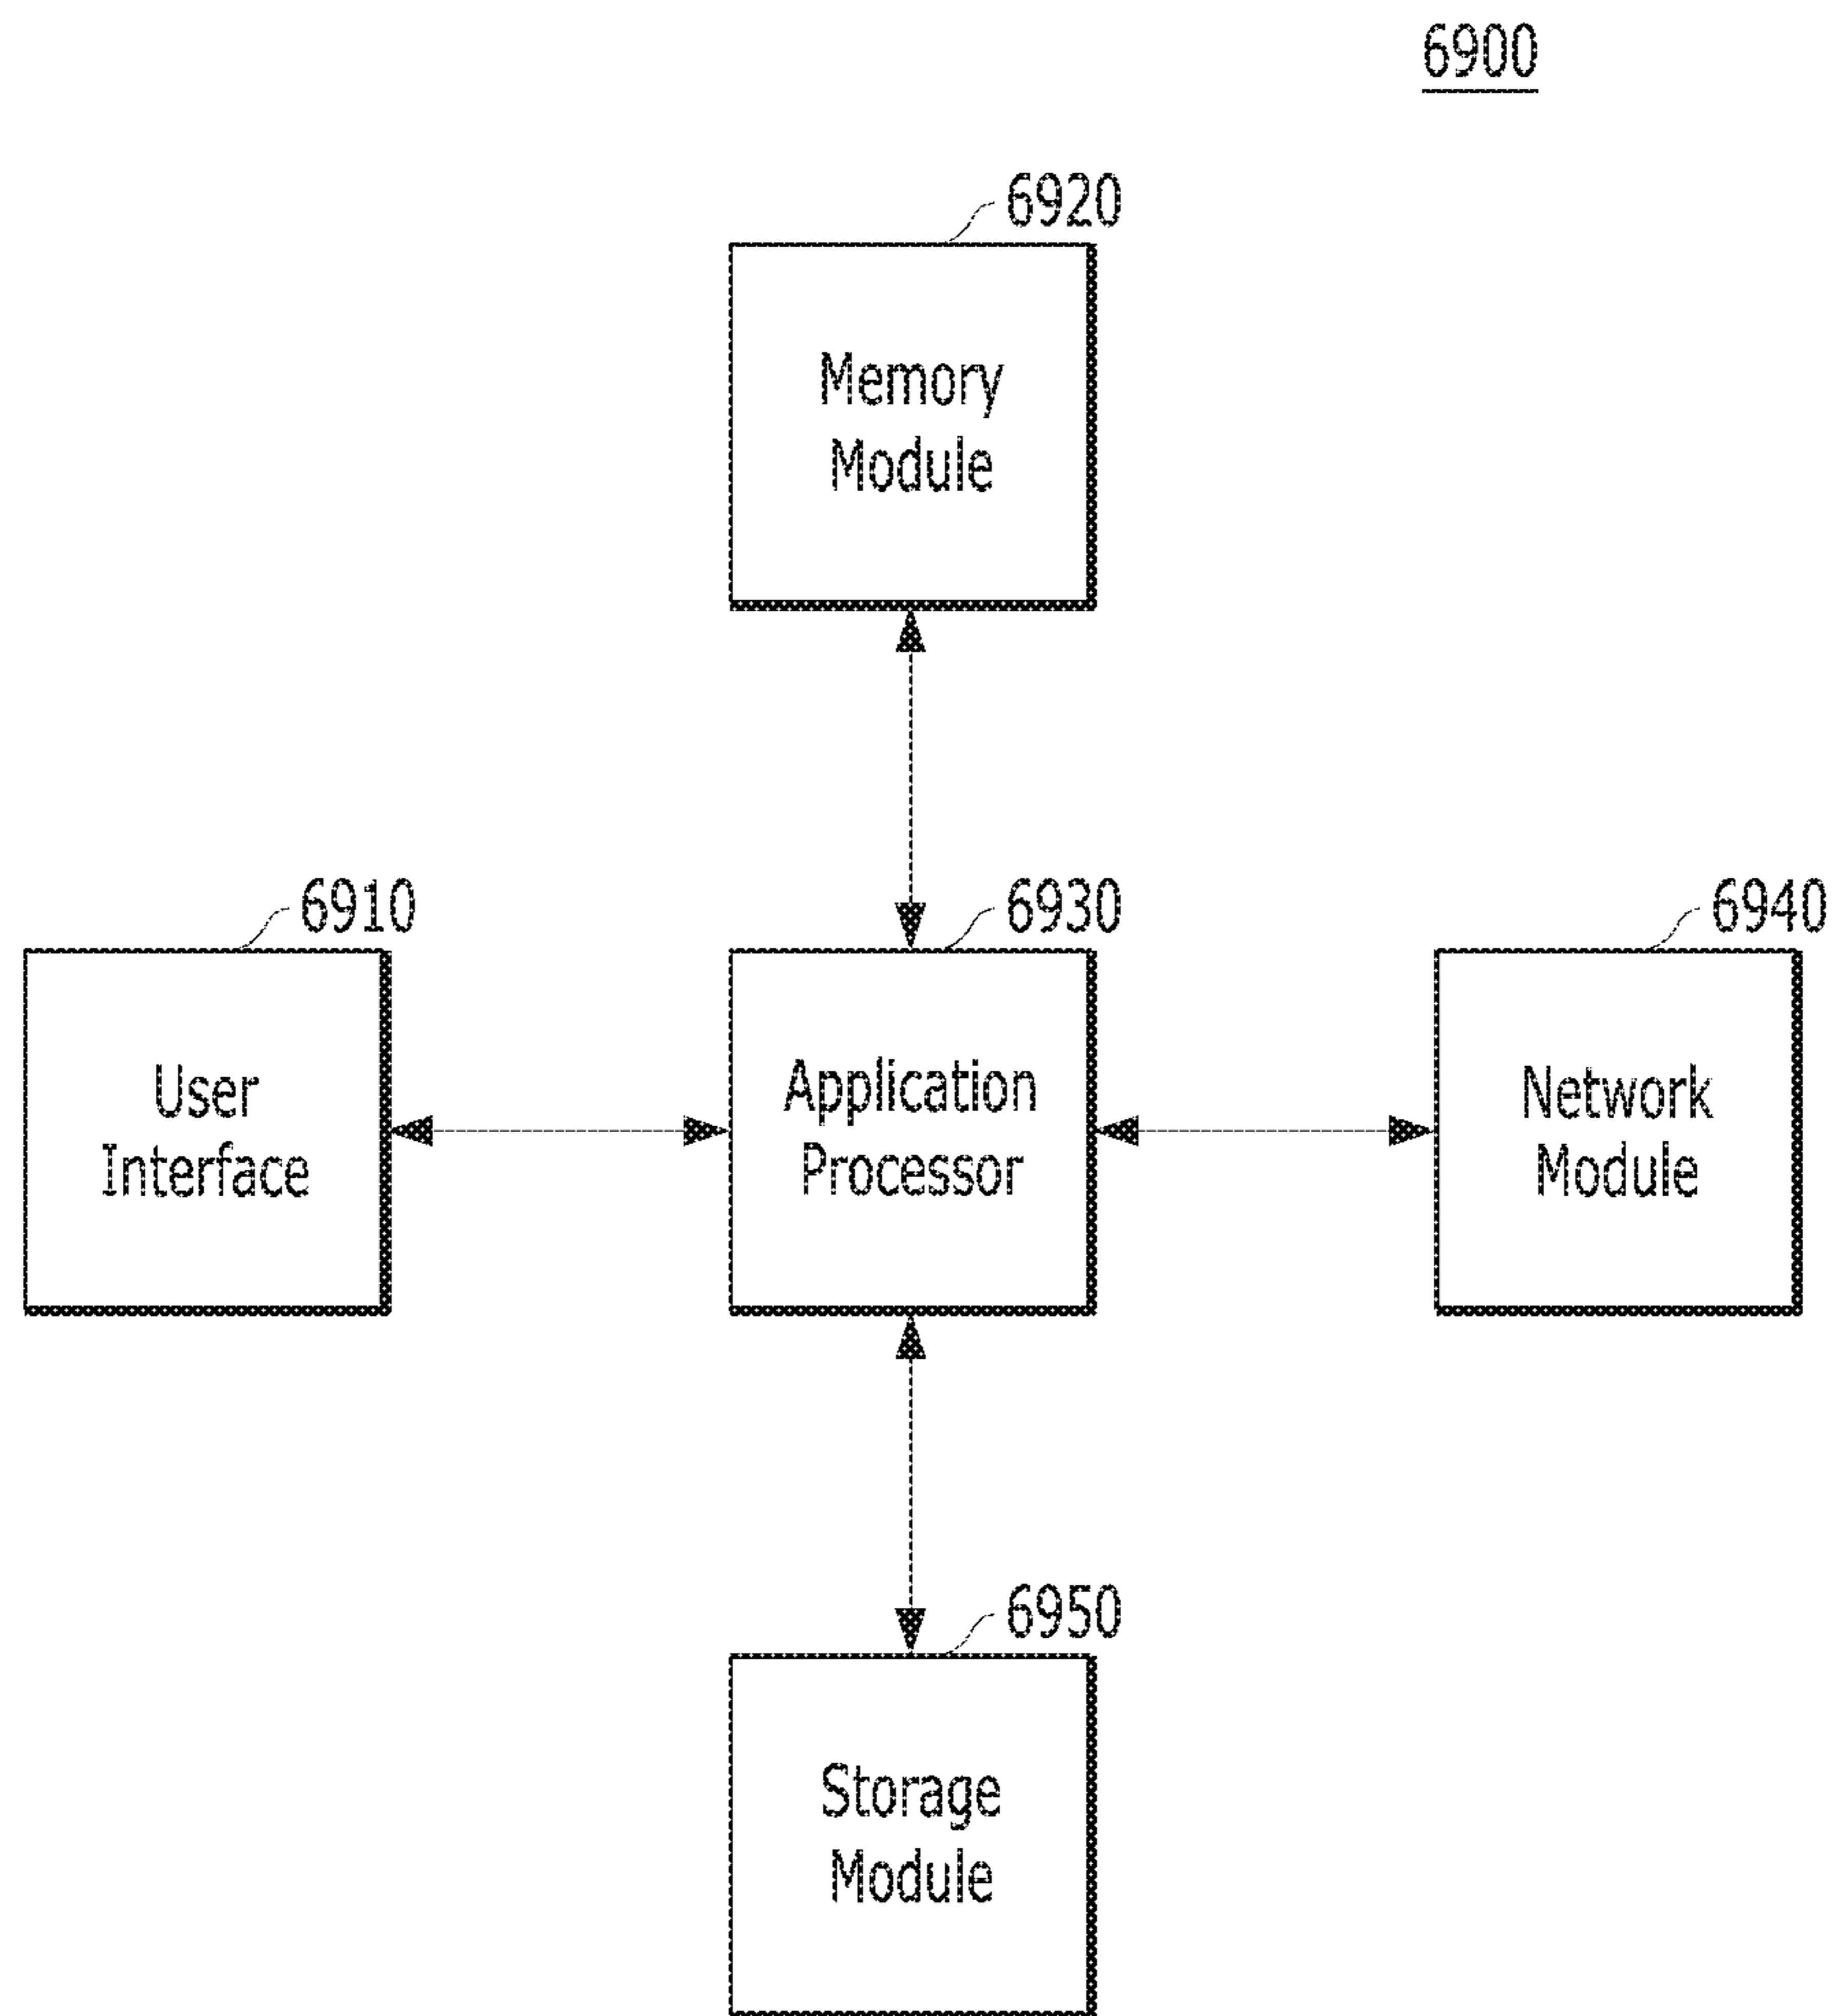 6900
6920
Memory
Module
6910
6930
6940
User
Interface
Application
Processor
Network
Module
6950
Storage
Module